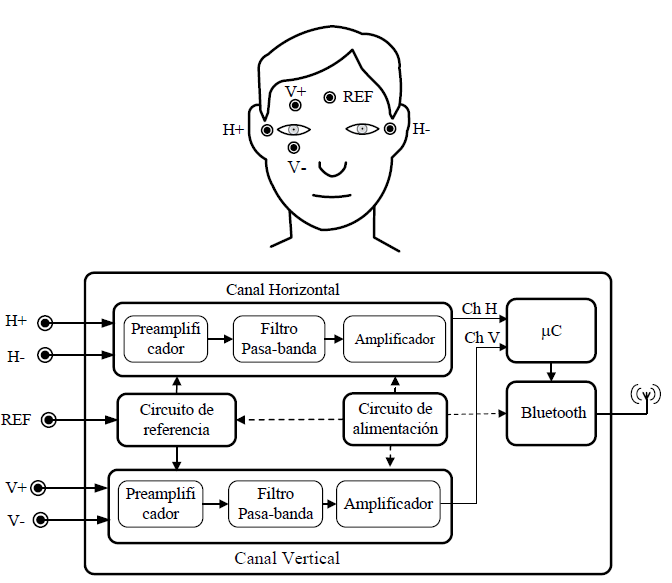 V+
REF
H+
H-
V-
Canal Horizontal
H+
H-
Preamplifi
cador
Filtro
Pasa-banda
Amplificador
Ch H
Ch V
μC
REF
Circuito de
referencia
Circuito de
alimentación
Bluetooth
V+
V-
Preamplifi
cador
Filtro
Pasa-banda
Amplificador
Canal Vertical